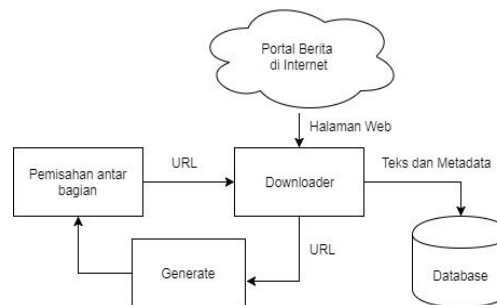 Portal Berita
di Internet
Halaman Web
Pemisahan antar
bagian
URL
Downloader
Teks dan Metadata
URL
Generate
Database